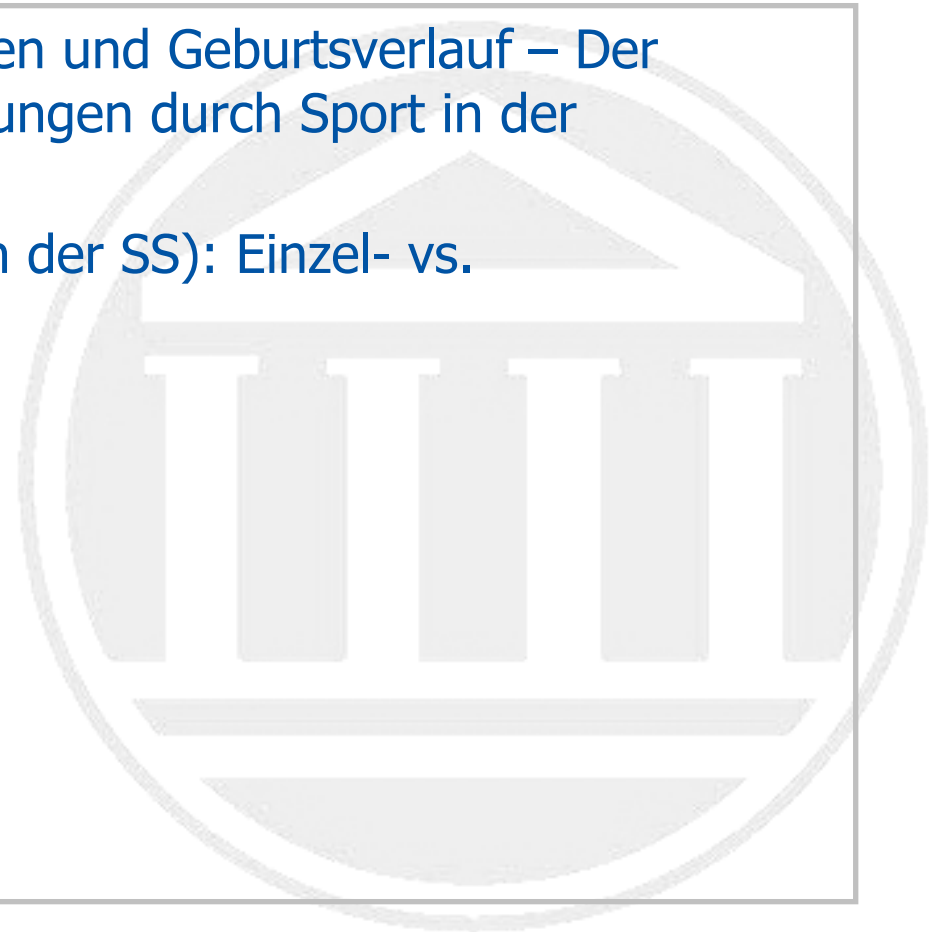 en und Geburtsverlauf – Der
ungen durch Sport in der
der SS): Einzel- vs.